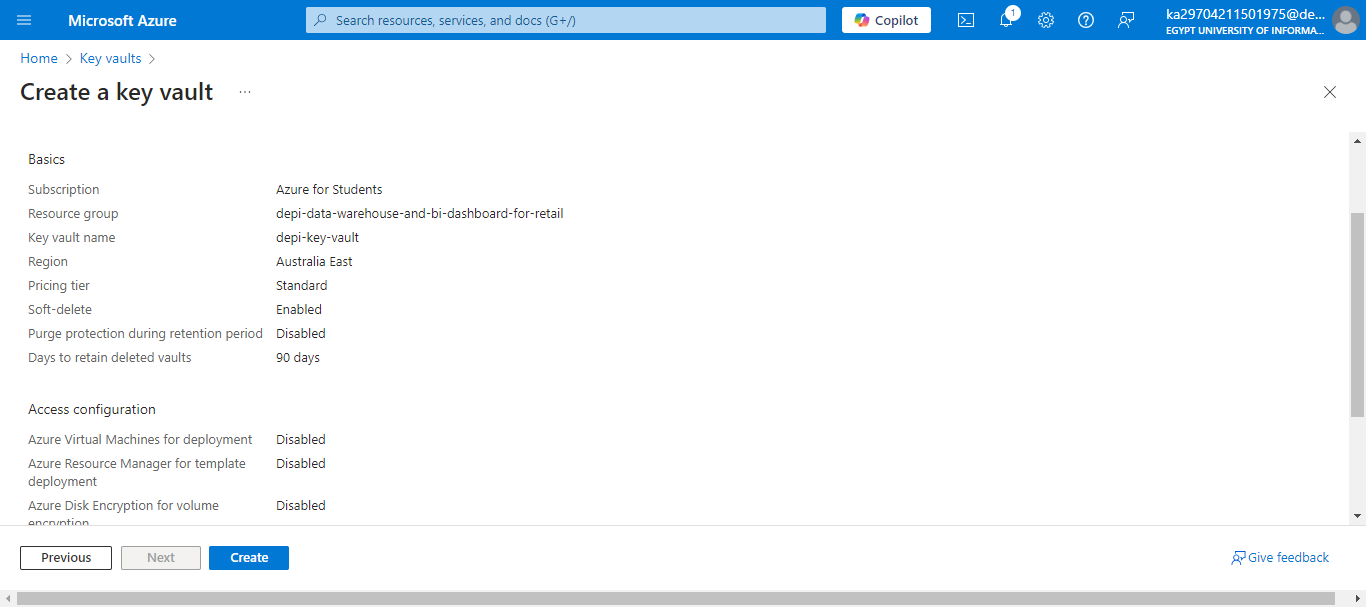 Microsoft Azure
Search resources, services, and docs (G+/)
Copilot
1
ka29704211501975@de...
EGYPT UNIVERSITY OF INFORMA...
Home > Key vaults >
Create a key vault ...
Basics
Subscription Azure for Students
Resource group depi-data-warehouse-and-bi-dashboard-for-retail
Key vault name depi-key-vault
Region Australia East
Pricing tier Standard
Soft-delete Enabled
Purge protection during retention period Disabled
Days to retain deleted vaults 90 days
Access configuration
Azure Virtual Machines for deployment Disabled
Azure Resource Manager for template Disabled
deployment
Azure Disk Encryption for volume Disabled
encryption
Previous Next Create Give feedback